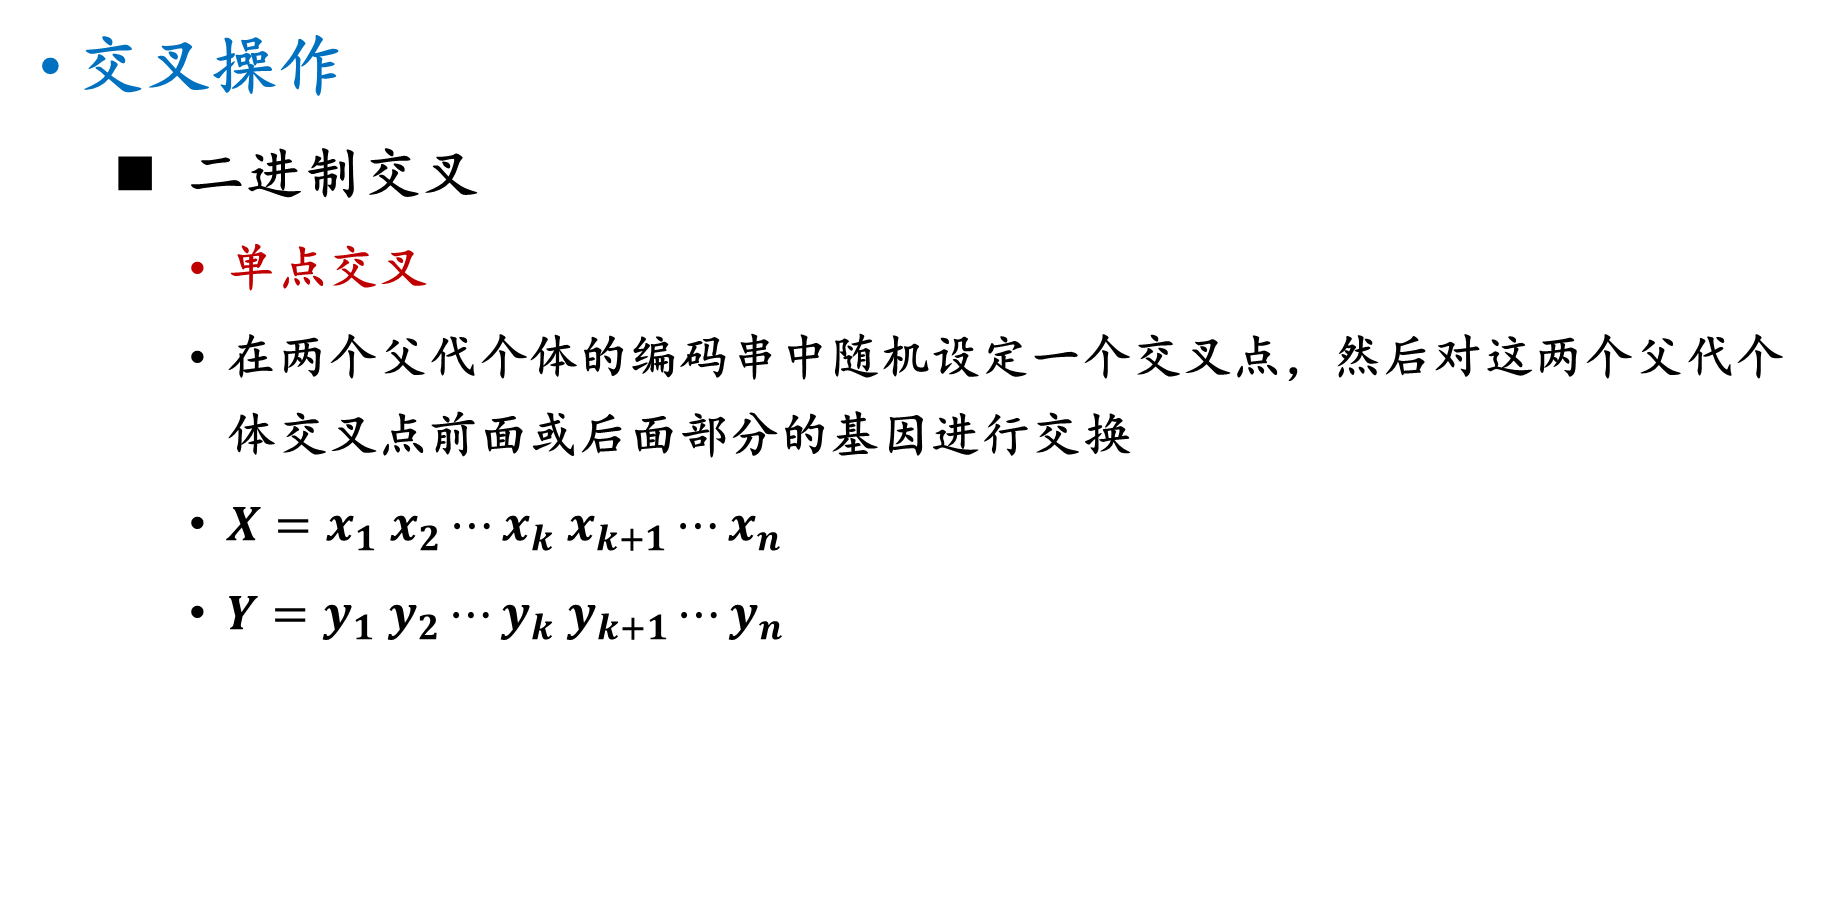 • 交叉操作
■ 二进制交叉
• 单点交叉
• 在两个父代个体的编码串中随机设定一个交叉点，然后对这两个父代个
体交叉点前面或后面部分的基因进行交换
• X = x₁ x₂ ⋯ xₖ xₖ₊₁ ⋯ xₙ
• Y = y₁ y₂ ⋯ yₖ yₖ₊₁ ⋯ yₙ